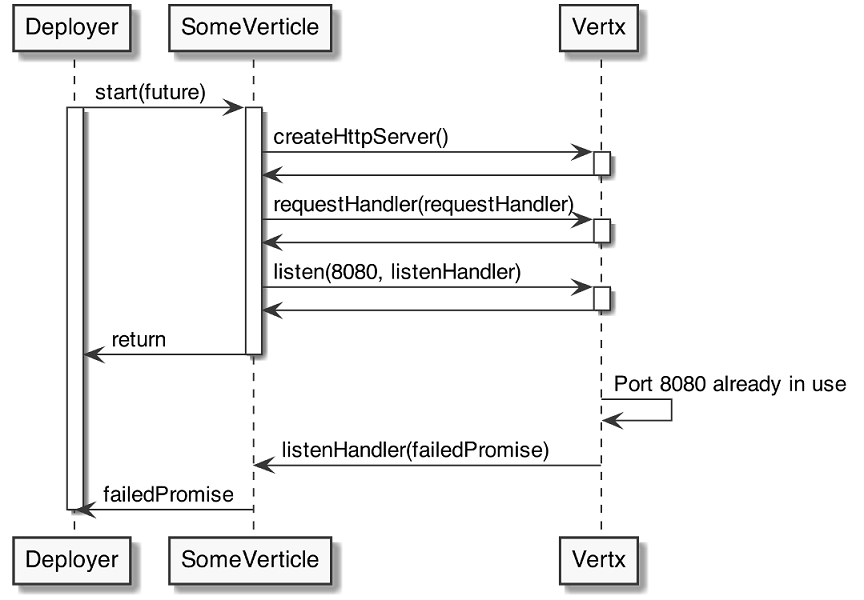 Deployer
SomeVerticle
Vertx
start(future)
createHttpServer()
requestHandler(requestHandler)
listen(8080, listenHandler)
return
Port 8080 already in use
listenHandler(failedPromise)
failedPromise
Deployer
SomeVerticle
Vertx